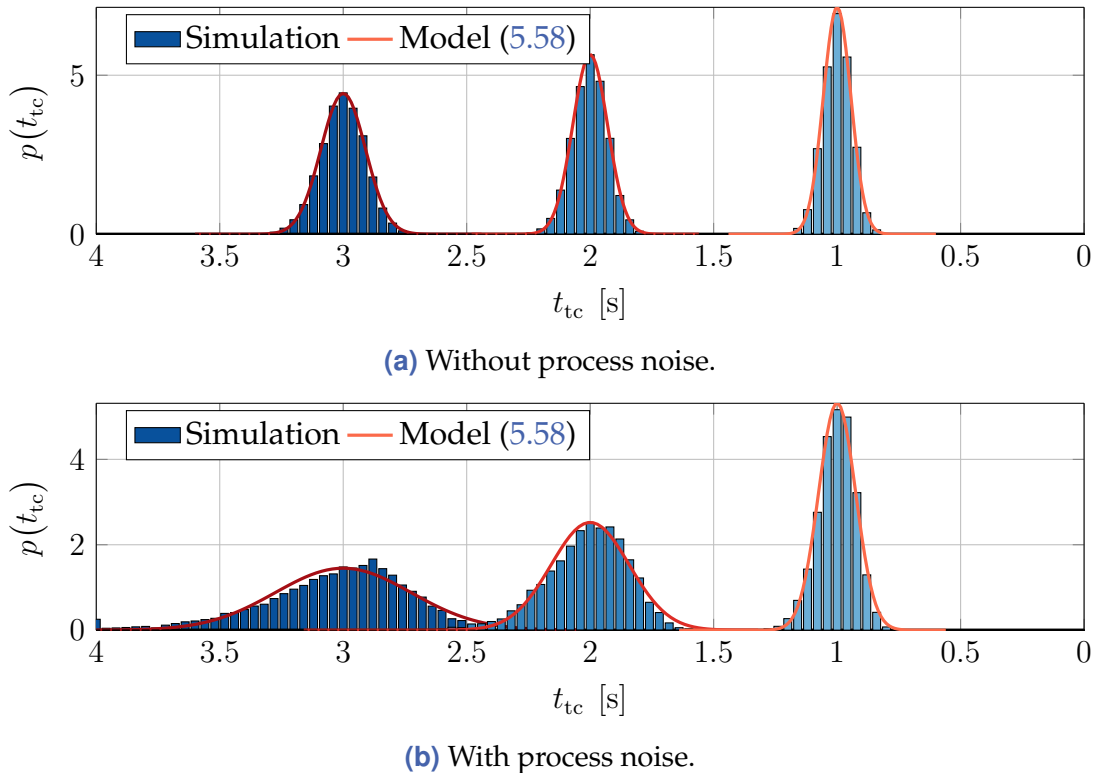 Simulation Model (5.58)
5
0
p(t_tc)
4 3.5 3 2.5 2 1.5 1 0.5 0
t_tc [s]
(a) Without process noise.
Simulation Model (5.58)
4
2
0
p(t_tc)
4 3.5 3 2.5 2 1.5 1 0.5 0
t_tc [s]
(b) With process noise.